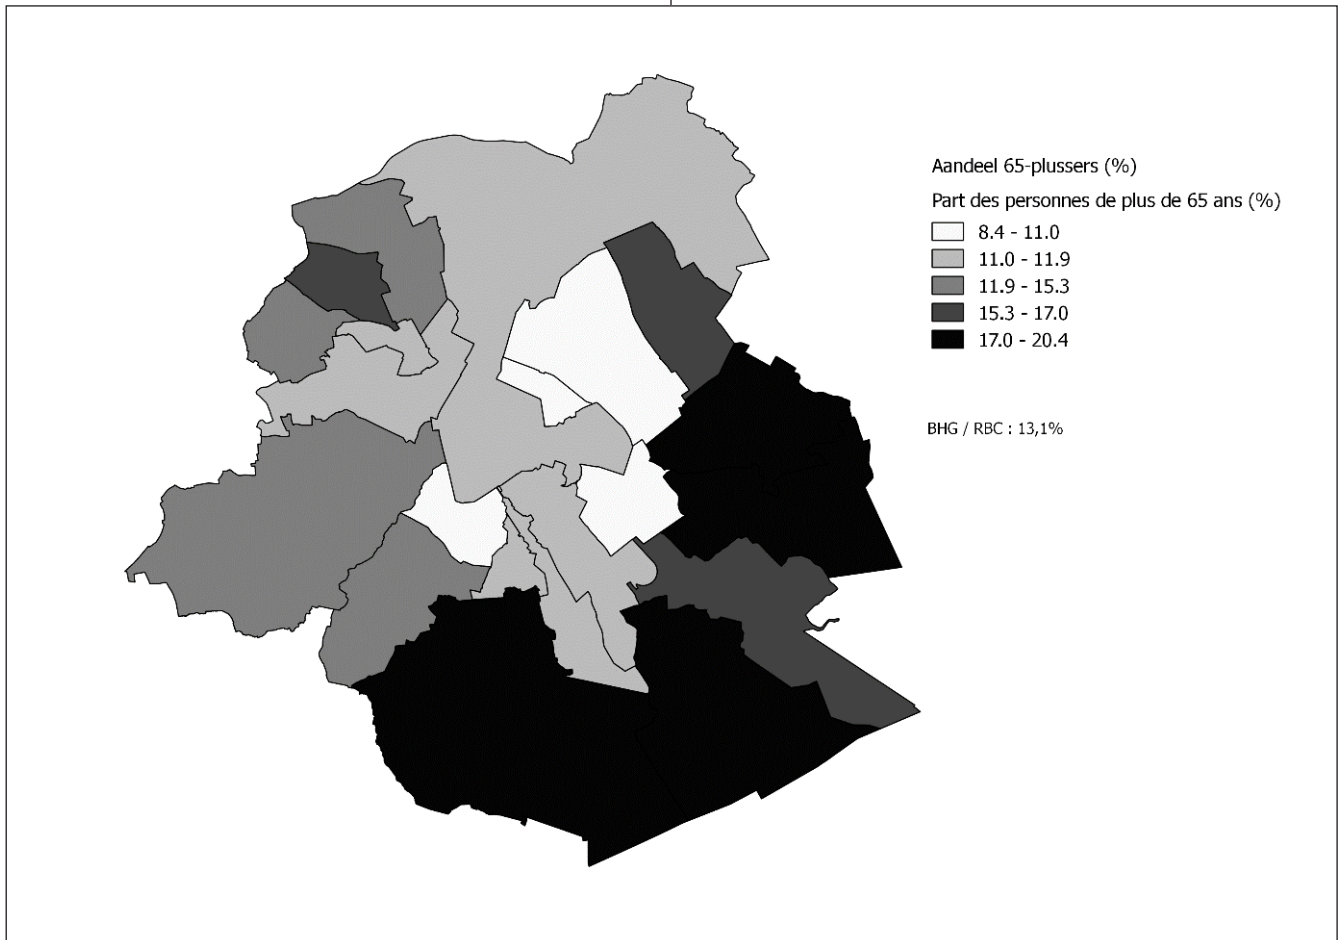 Aandeel 65-plussers (%)
Part des personnes de plus de 65 ans (%)
8.4 - 11.0
11.0 - 11.9
11.9 - 15.3
15.3 - 17.0
17.0 - 20.4
BHG / RBC : 13,1%